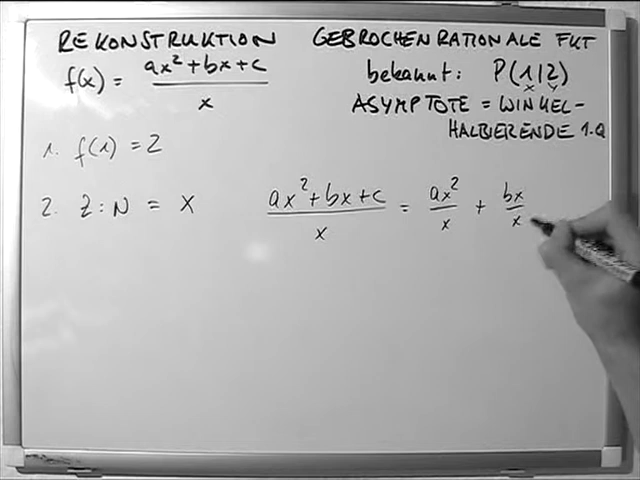 REKONSTRUKTION GEBROCHENRATIONALE FKT
f(x) = (ax² + bx + c) / x
bekannt: P(1|2)
x y
ASYMPTOTE = WINKEL-
HALBIERENDE 1.Q
1. f(1) = 2
2. Z:N = x
(ax² + bx + c) / x = ax² / x + bx / x